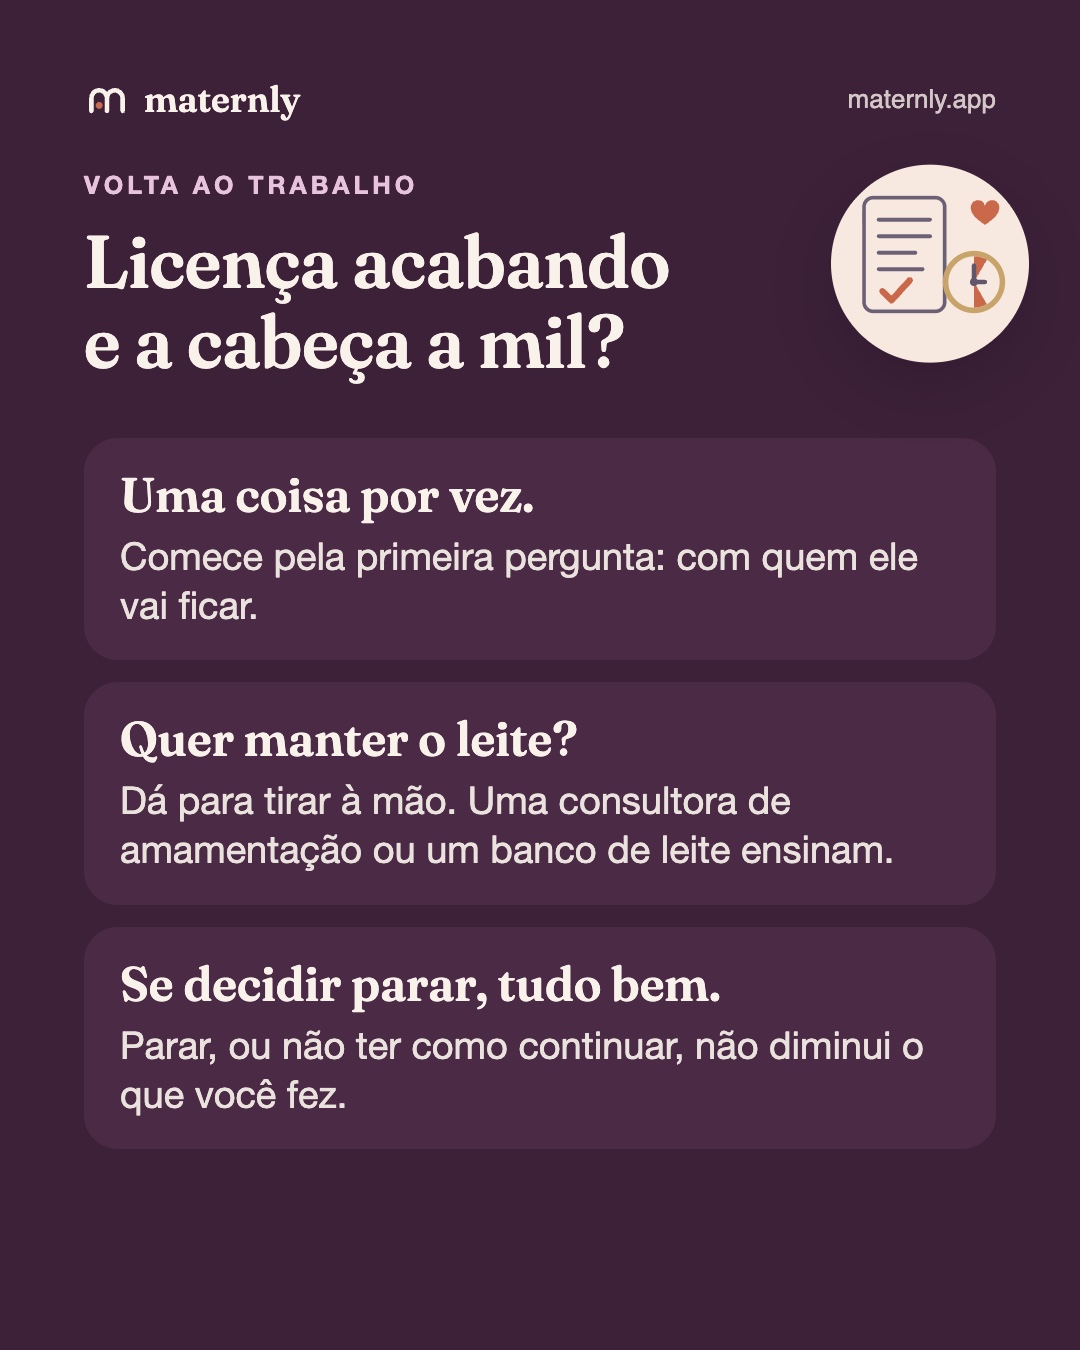 maternly
maternly.app
VOLTA AO TRABALHO
Licença acabando
e a cabeça a mil?
Uma coisa por vez.
Comece pela primeira pergunta: com quem ele
vai ficar.
Quer manter o leite?
Dá para tirar à mão. Uma consultora de
amamentação ou um banco de leite ensinam.
Se decidir parar, tudo bem.
Parar, ou não ter como continuar, não diminui o
que você fez.